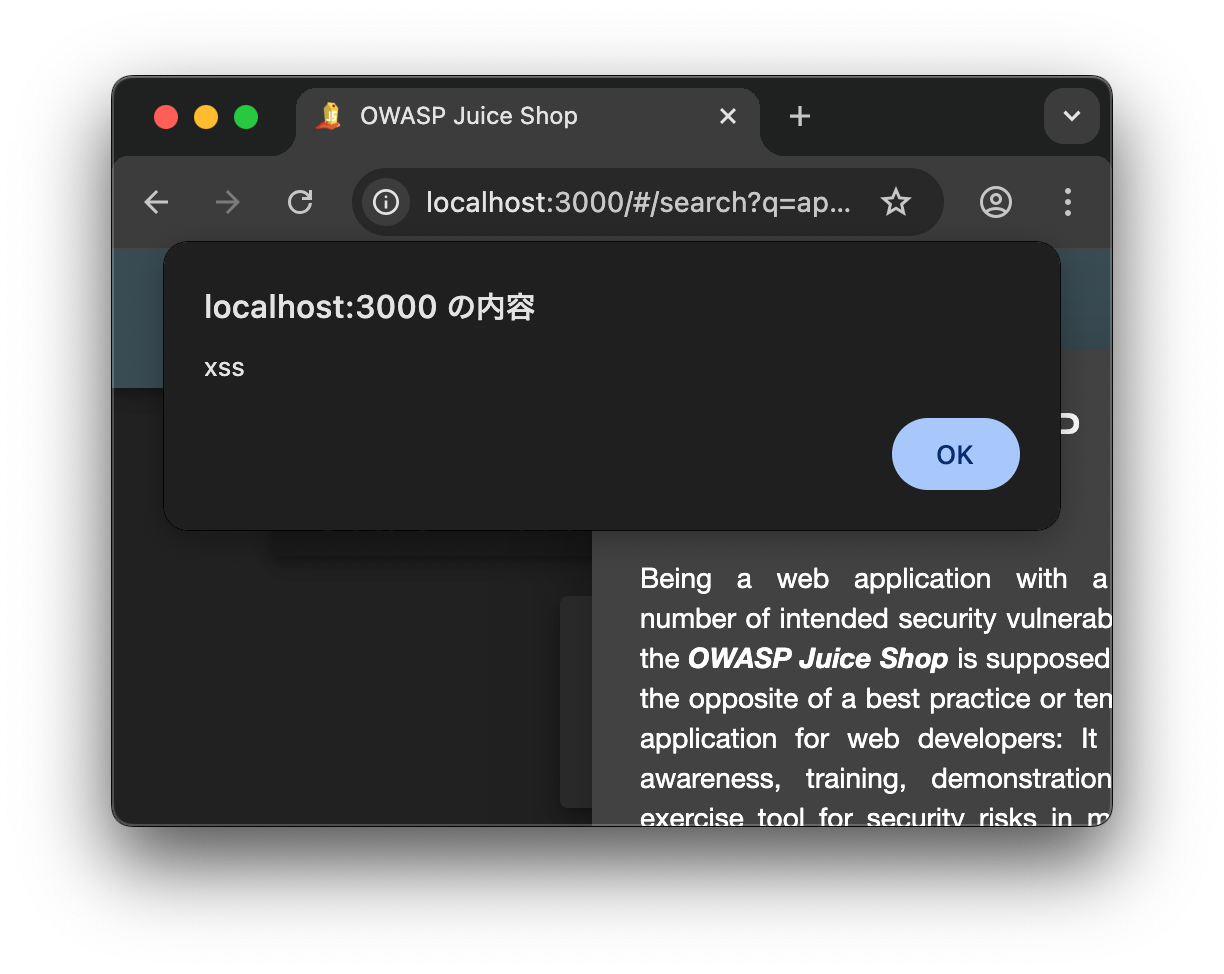 OWASP Juice Shop
localhost:3000/#/search?q=ap...
localhost:3000 の内容
xss
OK
Being a web application with a
number of intended security
the OWASP Juice Shop is supposed
the opposite of a best practice or
application for web developers: It
awareness, training, demonstration
exercise tool for security risks in